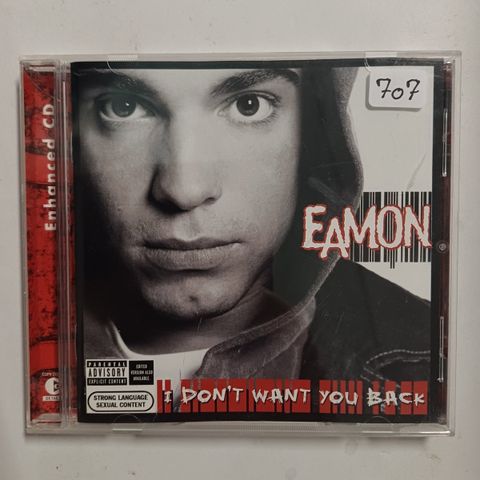 Enhanced CD
707
EAMON
PARENTAL
ADVISORY
EXPLICIT CONTENT
EDITED
VERSION ALSO
AVAILABLE
STRONG LANGUAGE
SEXUAL CONTENT
I DON'T WANT YOU BACK